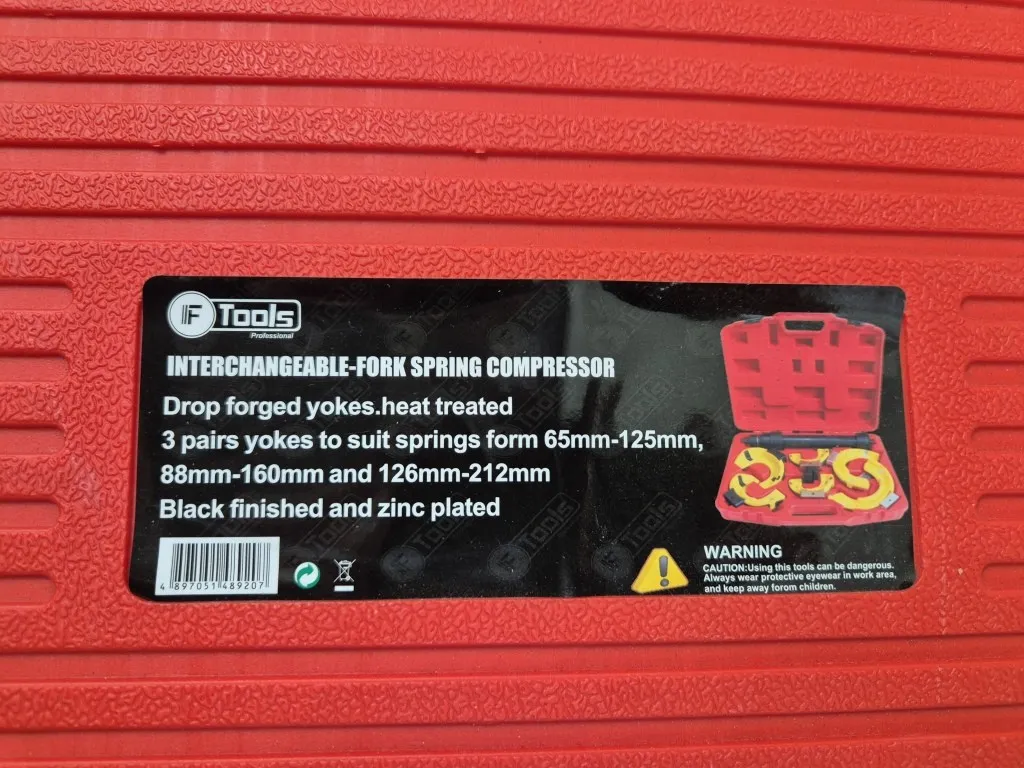 F Tools
Professional
INTERCHANGEABLE-FORK SPRING COMPRESSOR
Drop forged yokes.heat treated
3 pairs yokes to suit springs form 65mm-125mm,
88mm-160mm and 126mm-212mm
Black finished and zinc plated
4 897051 489207
WARNING
CAUTION:Using this tools can be dangerous.
Always wear protective eyewear in work area,
and keep away forom children.